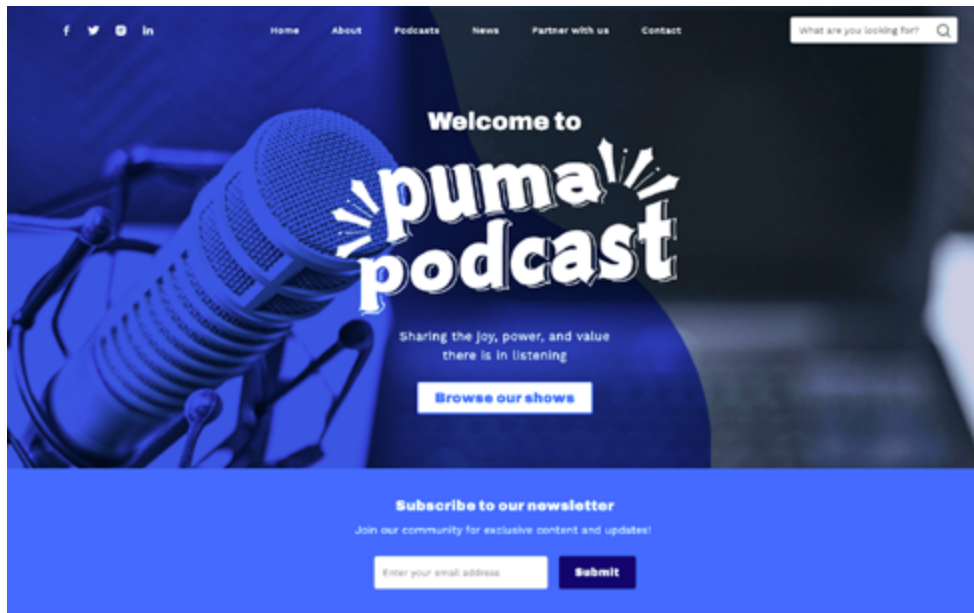 Home About Podcasts News Partner with us Contact
What are you looking for?
Welcome to
puma
podcast
Sharing the joy, power, and value
there is in listening
Browse our shows
Subscribe to our newsletter
Join our community for exclusive content and updates!
Enter your email address
Submit